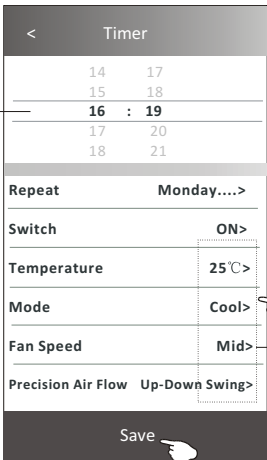 < Timer
14 17
15 18
16 : 19
17 20
18 21
Repeat Monday....>
Switch ON>
Temperature 25℃>
Mode Cool>
Fan Speed Mid>
Precision Air Flow Up-Down Swing>
Save